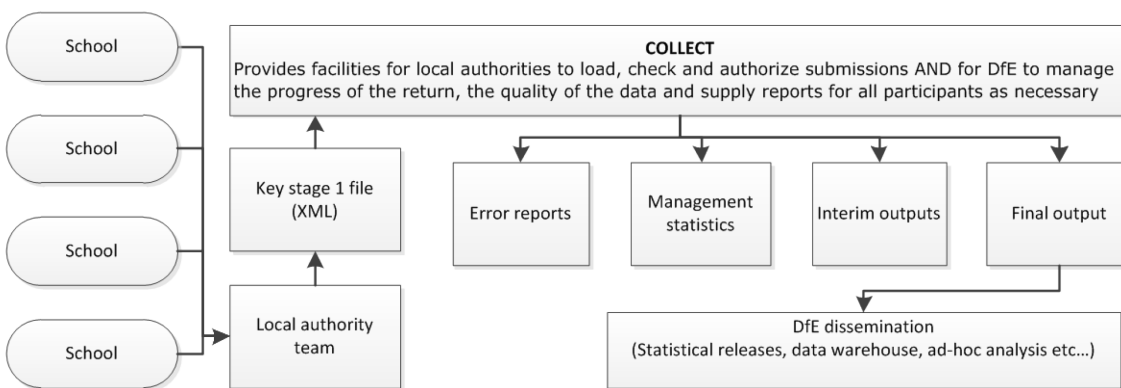 School
School
School
School
COLLECT
Provides facilities for local authorities to load, check and authorize submissions AND for DfE to manage
the progress of the return, the quality of the data and supply reports for all participants as necessary
Key stage 1 file
(XML)
Local authority
team
Error reports
Management
statistics
Interim outputs
Final output
DfE dissemination
(Statistical releases, data warehouse, ad-hoc analysis etc...)